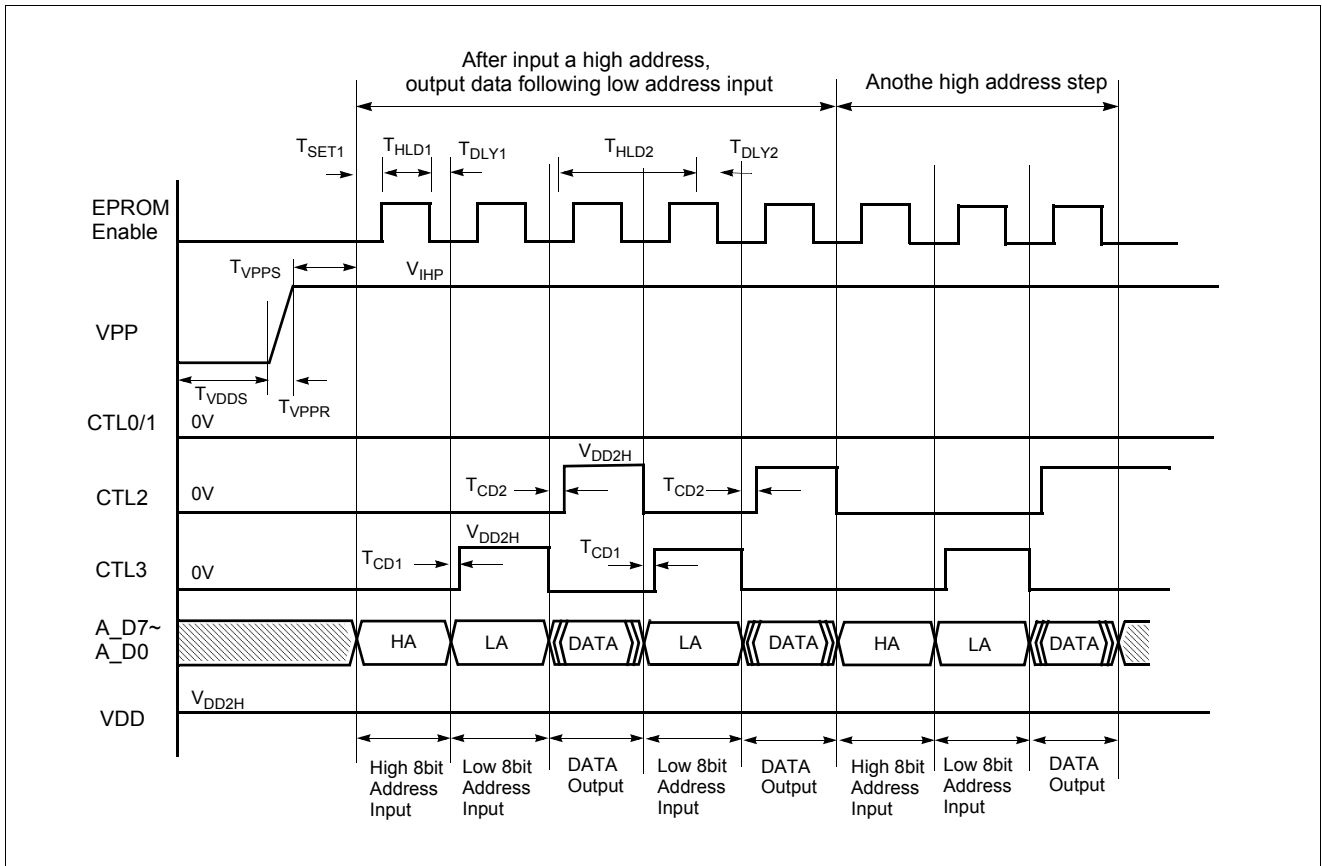 After input a high address,
output data following low address input
Anothe high address step
TSET1
THLD1
TDLY1
THLD2
TDLY2
EPROM
Enable
TVPPS
VIHP
VPP
TVDDS
TVPPR
CTL0/1
0V
VDD2H
CTL2
0V
TCD2
TCD2
VDD2H
CTL3
0V
TCD1
TCD1
A_D7~
A_D0
HA
LA
DATA
LA
DATA
HA
LA
DATA
VDD2H
VDD
High 8bit
Address
Input
Low 8bit
Address
Input
DATA
Output
Low 8bit
Address
Input
DATA
Output
High 8bit
Address
Input
Low 8bit
Address
Input
DATA
Output